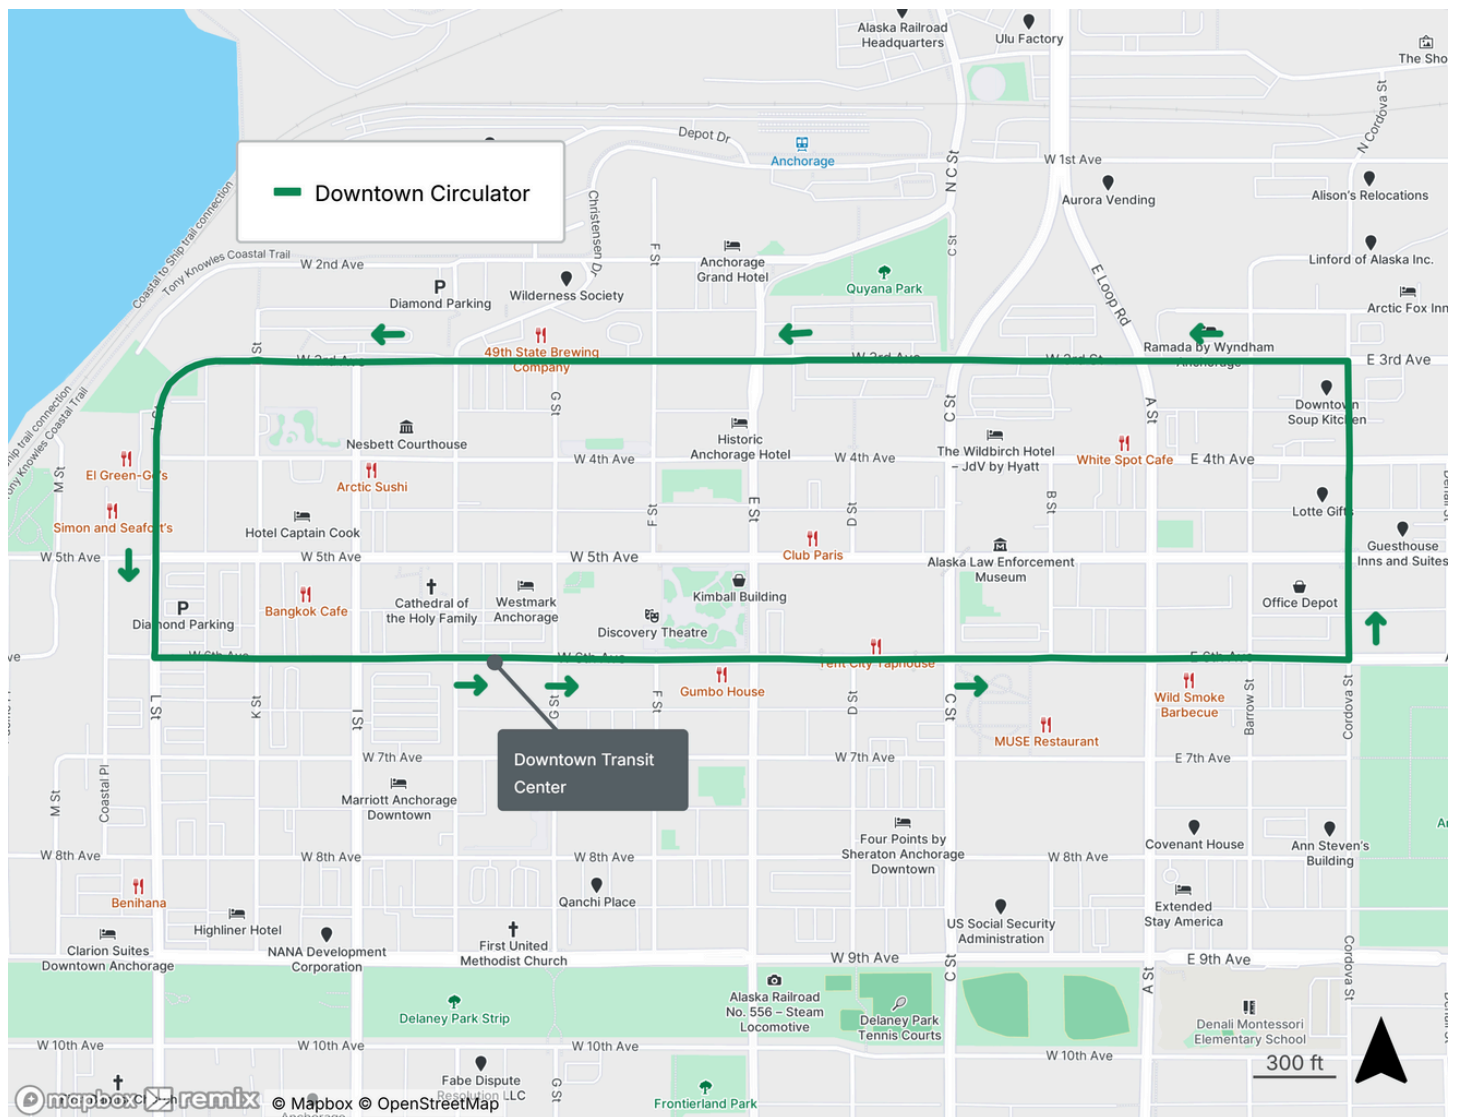 Alaska Railroad
Headquarters
Ulu Factory
The Sho
N Cordova St
Depot Dr
Anchorage
W 1st Ave
N C St
Alison's Relocations
Aurora Vending
Downtown Circulator
Coastal to Ship trail connection
Tony Knowles Coastal Trail
Christensen Dr
F St
C St
W 2nd Ave
Anchorage
Grand Hotel
Linford of Alaska Inc.
Quyana Park
E Loop Rd
Diamond Parking
Wilderness Society
Arctic Fox Inn
49th State Brewing
Company
W 3rd Ave
W 3rd Ave
W 3rd St
Ramada by Wyndham
Anchorage
E 3rd Ave
L St
G St
C St
A St
Downtown
Soup Kitchen
Nesbett Courthouse
Historic
Anchorage Hotel
The Wildbirch Hotel
– JdV by Hyatt
White Spot Cafe
E 4th Ave
W 4th Ave
W 4th Ave
ship trail connection
Tony Knowles Coastal Trail
M St
El Green-Go's
Arctic Sushi
F St
E St
D St
B St
Lotte Gifts
Simon and Seafort's
Hotel Captain Cook
W 5th Ave
W 5th Ave
W 5th Ave
Club Paris
Alaska Law Enforcement
Museum
Guesthouse
Inns and Suites
Bangkok Cafe
Cathedral of
the Holy Family
Westmark
Anchorage
Kimball Building
Office Depot
Diamond Parking
Discovery Theatre
ve
W 6th Ave
W 6th Ave
Tent City Taphouse
E 6th Ave
L St
K St
I St
G St
F St
Gumbo House
D St
C St
Wild Smoke
Barbecue
Barrow St
Cordova St
MUSE Restaurant
W 7th Ave
Downtown Transit
Center
W 7th Ave
E 7th Ave
M St
Coastal Pl
Marriott Anchorage
Downtown
Four Points by
Sheraton Anchorage
Downtown
Covenant House
Ann Steven's
Building
W 8th Ave
W 8th Ave
W 8th Ave
W 8th Ave
Benihana
Qanchi Place
Highliner Hotel
Extended
Stay America
US Social Security
Administration
Clarion Suites
Downtown Anchorage
NANA Development
Corporation
First United
Methodist Church
W 9th Ave
C St
A St
E 9th Ave
Cordova St
Delaney Park Strip
Alaska Railroad
No. 556 – Steam
Locomotive
Delaney Park
Tennis Courts
Denali Montessori
Elementary School
W 10th Ave
W 10th Ave
W 10th Ave
W 10th Ave
300 ft
Fabe Dispute
Resolution LLC
G St
Frontierland Park
mapbox remix © Mapbox © OpenStreetMap